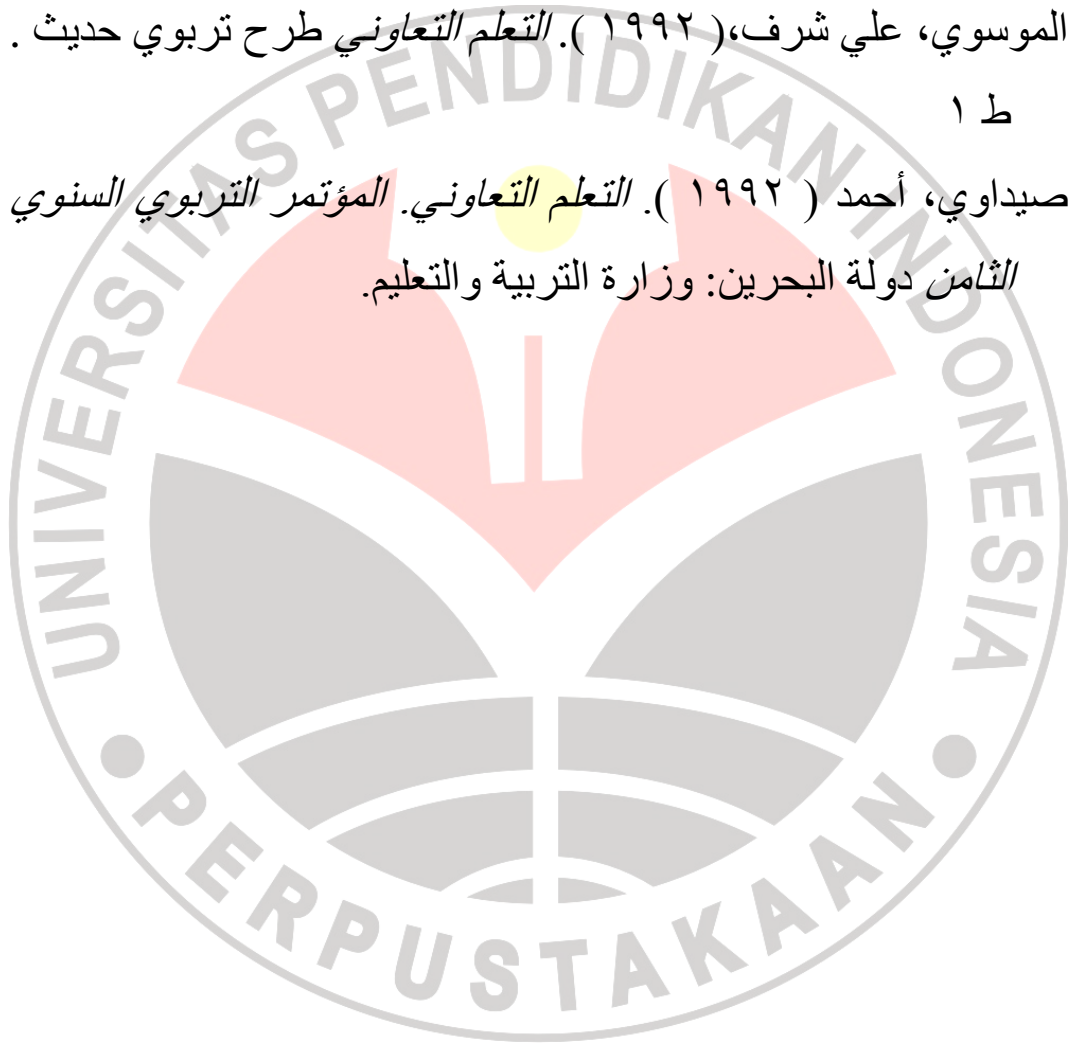 الموسوي، علي شرف،( ١٩٩٢ ). التعلم التعاوني طرح تربوي حديث .
ط ١
صيداوي، أحمد ( ١٩٩٢ ). التعلم التعاوني. المؤتمر التربوي السنوي
الثامن دولة البحرين: وزارة التربية والتعليم.
UNIVERSITAS PENDIDIKAN INDONESIA
PERPUSTAKAAN